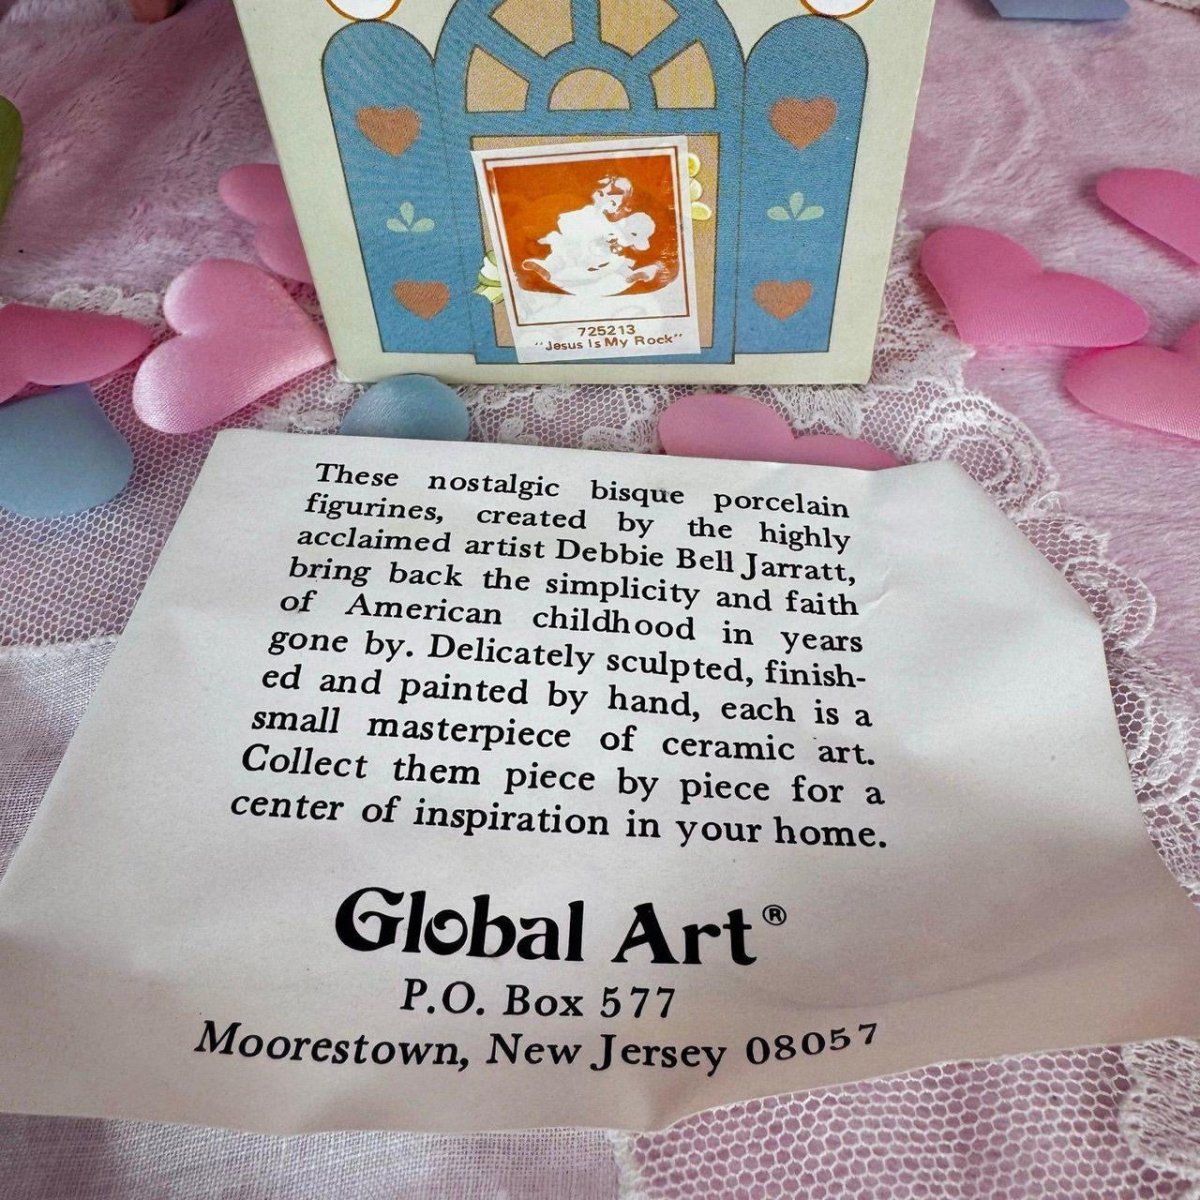 725213
"Jesus Is My Rock"
These nostalgic bisque porcelain
figurines, created by the highly
acclaimed artist Debbie Bell Jarratt,
bring back the simplicity and faith
of American childhood in years
gone by. Delicately sculpted, finish-
ed and painted by hand, each is a
small masterpiece of ceramic art.
Collect them piece by piece for a
center of inspiration in your home.
Global Art®
P.O. Box 577
Moorestown, New Jersey 08057